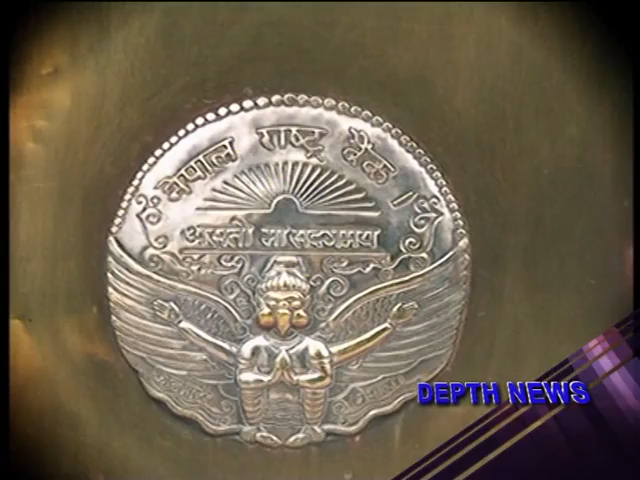 नेपाल राष्ट्र बैंक
असतो मा सद्गमय
DEPTH NEWS